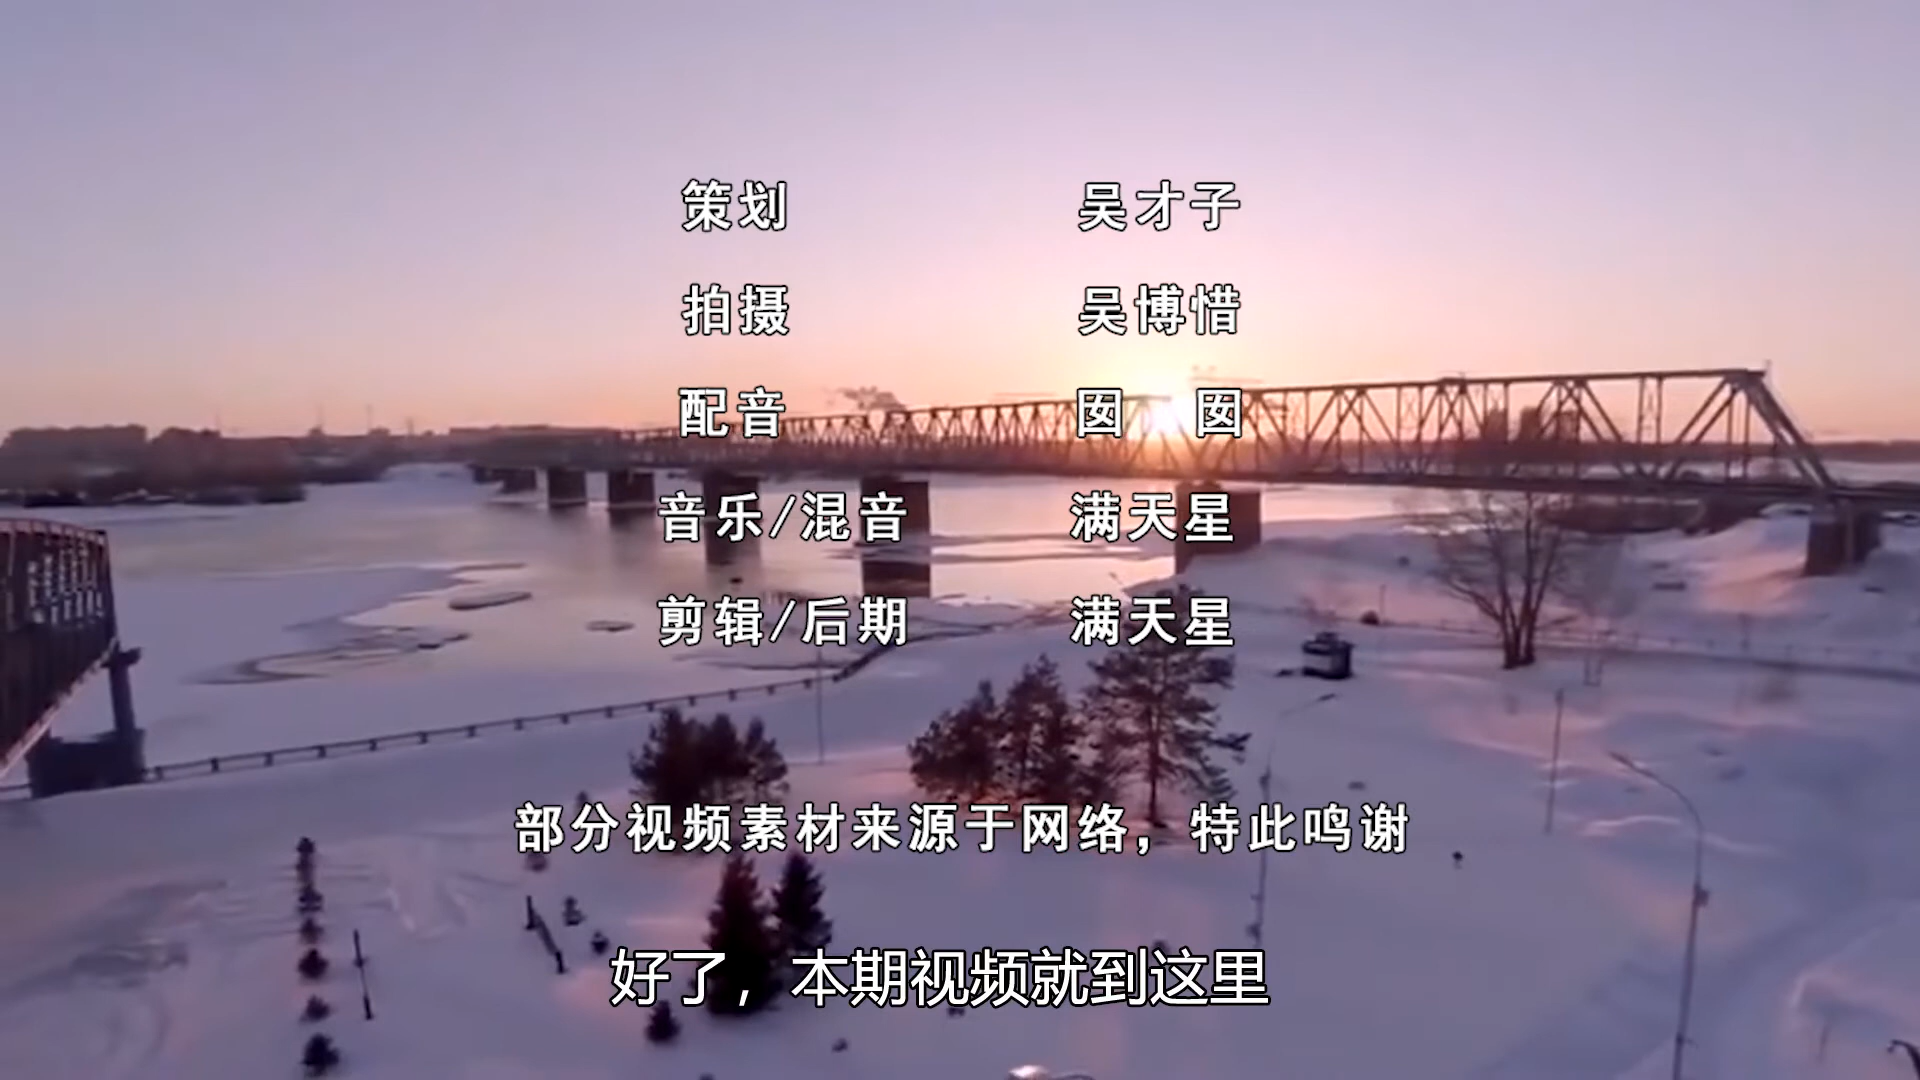 策划 吴才子
拍摄 吴博惜
配音 囡 囡
音乐/混音 满天星
剪辑/后期 满天星
部分视频素材来源于网络，特此鸣谢
好了，本期视频就到这里